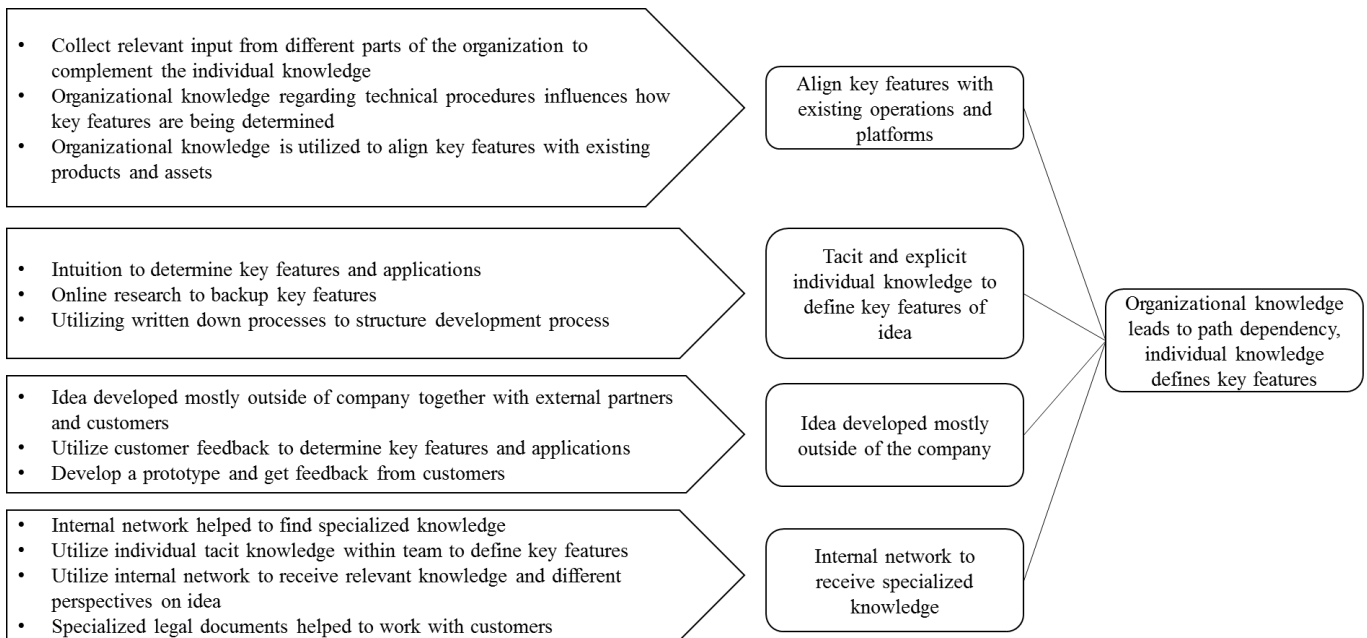 • Collect relevant input from different parts of the organization to
complement the individual knowledge
• Organizational knowledge regarding technical procedures influences how
key features are being determined
• Organizational knowledge is utilized to align key features with existing
products and assets
Align key features with
existing operations and
platforms
• Intuition to determine key features and applications
• Online research to backup key features
• Utilizing written down processes to structure development process
Tacit and explicit
individual knowledge to
define key features of
idea
• Idea developed mostly outside of company together with external partners
and customers
• Utilize customer feedback to determine key features and applications
• Develop a prototype and get feedback from customers
Idea developed mostly
outside of the company
• Internal network helped to find specialized knowledge
• Utilize individual tacit knowledge within team to define key features
• Utilize internal network to receive relevant knowledge and different
perspectives on idea
• Specialized legal documents helped to work with customers
Internal network to
receive specialized
knowledge
Organizational knowledge
leads to path dependency,
individual knowledge
defines key features